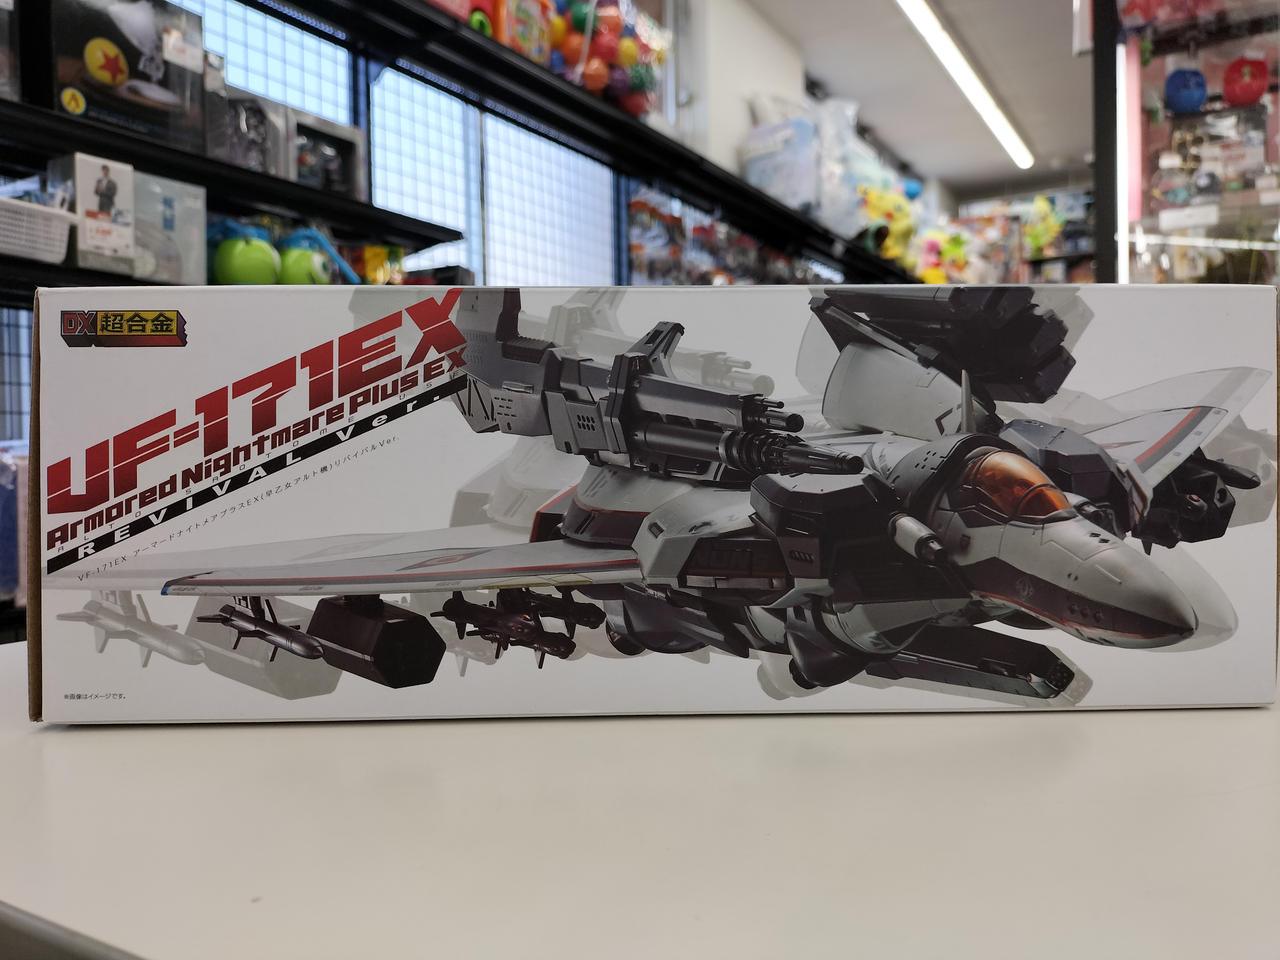 DX超合金
VF-171EX
Armored Nightmare Plus EX
ALTO SAOTOME USE
REVIVAL Ver.
VF-171EX アーマードナイトメアプラスEX(早乙女アルト機)リバイバルVer.
※画像はイメージです。